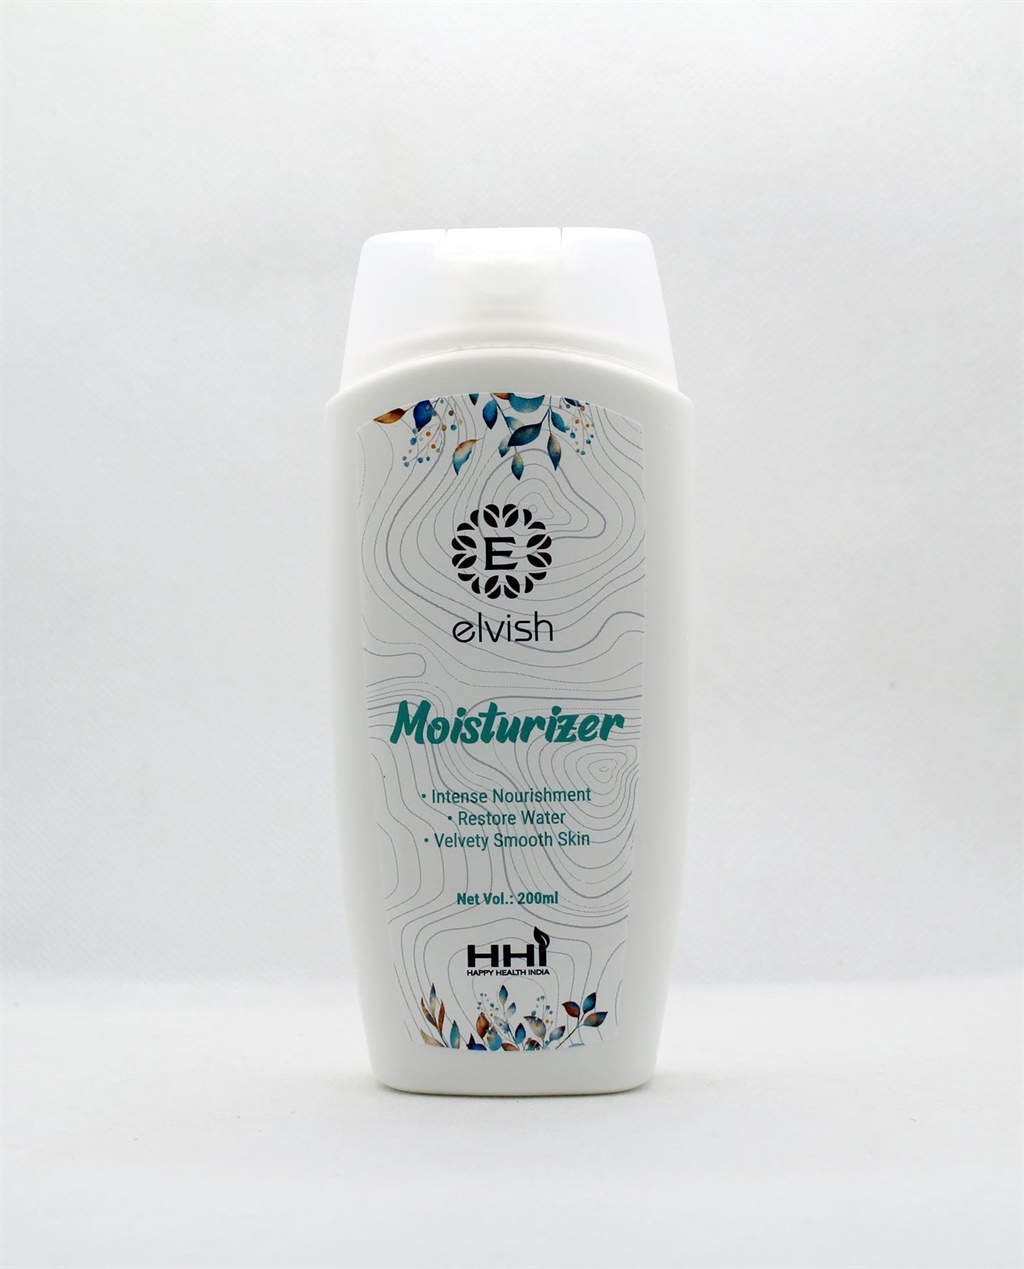 E
elvish
Moisturizer
• Intense Nourishment
• Restore Water
• Velvety Smooth Skin
Net Vol.: 200ml
HHI
HAPPY HEALTH INDIA